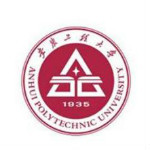 安徽工程大学
1935
ANHUI POLYTECHNIC UNIVERSITY